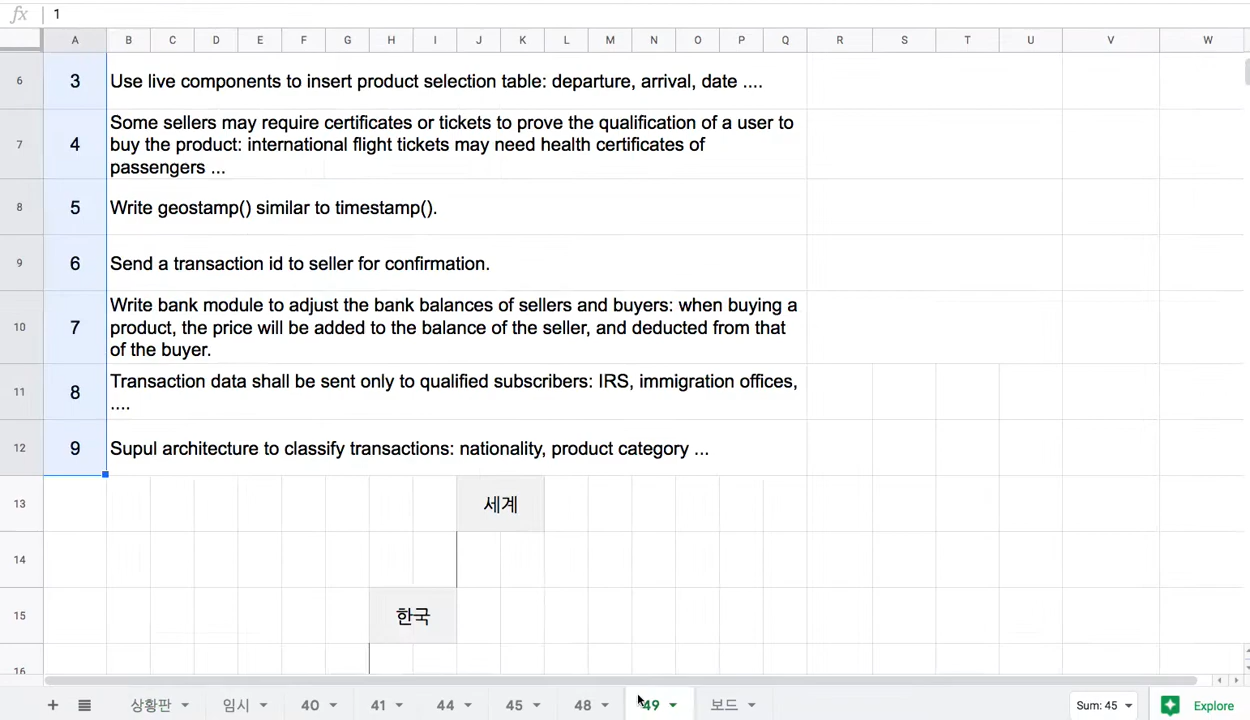 fx 1
A B C D E F G H I J K L M N O P Q R S T U V W
6 3 Use live components to insert product selection table: departure, arrival, date ....
Some sellers may require certificates or tickets to prove the qualification of a user to
7 4 buy the product: international flight tickets may need health certificates of
passengers ...
8 5 Write geostamp() similar to timestamp().
9 6 Send a transaction id to seller for confirmation.
Write bank module to adjust the bank balances of sellers and buyers: when buying a
10 7 product, the price will be added to the balance of the seller, and deducted from that
of the buyer.
Transaction data shall be sent only to qualified subscribers: IRS, immigration offices,
11 8 ....
12 9 Supul architecture to classify transactions: nationality, product category ...
13 세계
14
15 한국
16
+ 상황판 임시 40 41 44 45 48 49 보드 Sum: 45 Explore